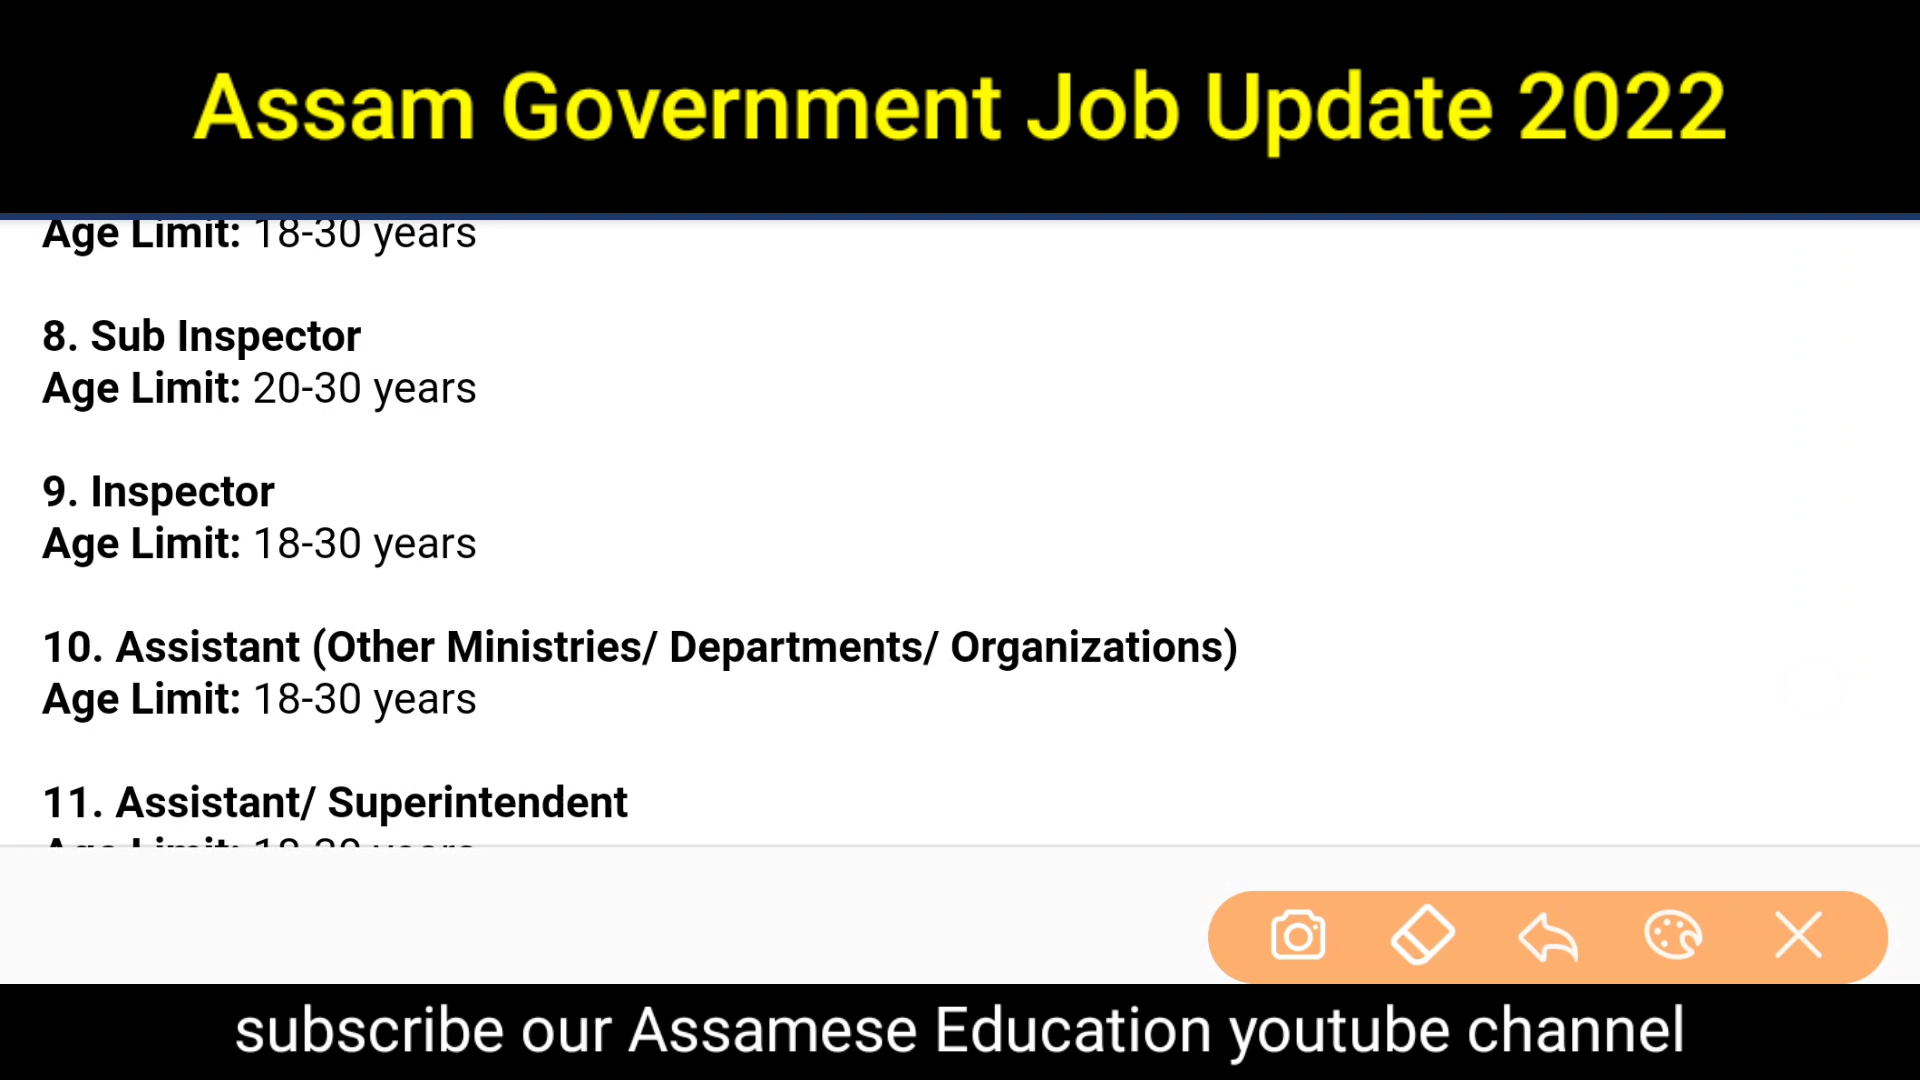 Assam Government Job Update 2022
Age Limit: 18-30 years
8. Sub Inspector
Age Limit: 20-30 years
9. Inspector
Age Limit: 18-30 years
10. Assistant (Other Ministries/ Departments/ Organizations)
Age Limit: 18-30 years
11. Assistant/ Superintendent
Age Limit:
subscribe our Assamese Education youtube channel